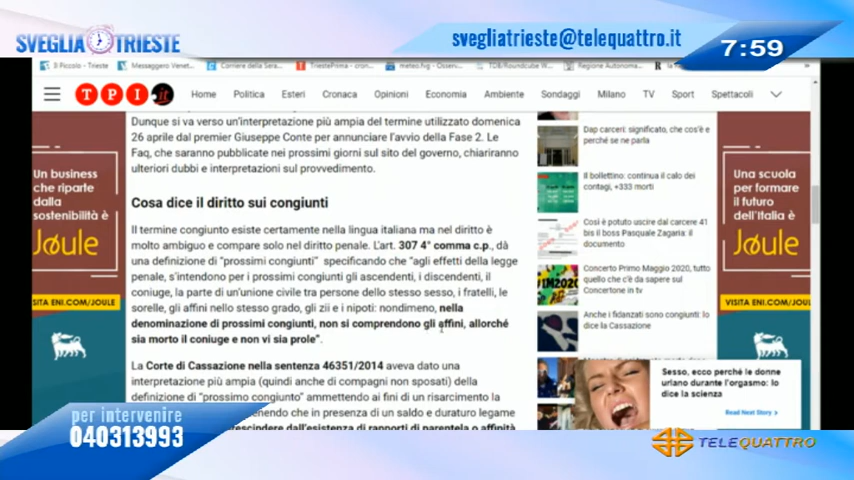 SVEGLIA TRIESTE
svegliatrieste@telequattro.it
7:59
Il Piccolo - Trieste
Messaggero Venet...
Corriere della Sera...
TriestePrima - cron...
meteo.fvg - Osserv...
TDB/Roundcube W...
Regione Autonoma...
TPI.it
Home
Politica
Esteri
Cronaca
Opinioni
Economia
Ambiente
Sondaggi
Milano
TV
Sport
Spettacoli
Dunque si va verso un'interpretazione più ampia del termine utilizzato domenica
26 aprile dal premier Giuseppe Conte per annunciare l'avvio della Fase 2. Le
Faq, che saranno pubblicate nei prossimi giorni sul sito del governo, chiariranno
ulteriori dubbi e interpretazioni sul provvedimento.
Cosa dice il diritto sui congiunti
Il termine congiunto esiste certamente nella lingua italiana ma nel diritto è
molto ambiguo e compare solo nel diritto penale. L'art. 307 4° comma c.p., dà
una definizione di "prossimi congiunti" specificando che "agli effetti della legge
penale, s'intendono per i prossimi congiunti gli ascendenti, i discendenti, il
coniuge, la parte di un'unione civile tra persone dello stesso sesso, i fratelli, le
sorelle, gli affini nello stesso grado, gli zii e i nipoti: nondimeno, nella
denominazione di prossimi congiunti, non si comprendono gli affini, allorché
sia morto il coniuge e non vi sia prole".
La Corte di Cassazione nella sentenza 46351/2014 aveva dato una
interpretazione più ampia (quindi anche di compagni non sposati) della
definizione di "prossimo congiunto" ammettendo ai fini di un risarcimento la
enendo che in presenza di un saldo e duraturo legame
rescindere dall'esistenza di rapporti di parentela o affinità
Un business
che riparte
dalla
sostenibilità è
Joule
VISITA ENI.COM/JOULE
Dap carceri: significato, che cos'è e
perché se ne parla
Il bollettino: continua il calo dei
contagi, +333 morti
Così è potuto uscire dal carcere 41
bis il boss Pasquale Zagaria: il
documento
1M2020
Concerto Primo Maggio 2020, tutto
quello che c'è da sapere sul
Concertone in tv
Anche i fidanzati sono congiunti: lo
dice la Cassazione
Sesso, ecco perché le donne
urlano durante l'orgasmo: lo
dice la scienza
Read Next Story >
Una scuola
per formare
il futuro
dell'Italia è
Joule
VISITA ENI.COM/JOULE
per intervenire
040313993
TELEQUATTRO